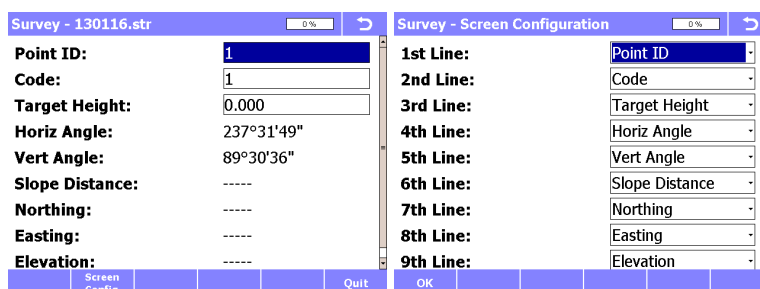 Survey - 130116.str
0 %
Point ID: 1
Code: 1
Target Height: 0.000
Horiz Angle: 237°31'49"
Vert Angle: 89°30'36"
Slope Distance: -----
Northing: -----
Easting: -----
Elevation: -----
Screen
Config
Quit
Survey - Screen Configuration
0 %
1st Line: Point ID
2nd Line: Code
3rd Line: Target Height
4th Line: Horiz Angle
5th Line: Vert Angle
6th Line: Slope Distance
7th Line: Northing
8th Line: Easting
9th Line: Elevation
OK